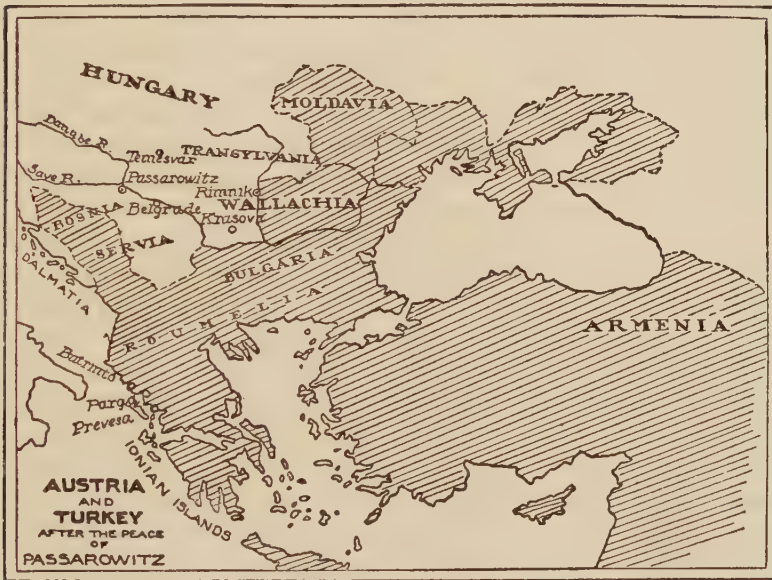 HUNGARY
MOLDAVIA
Danube R.
Temesvar
TRANSYLVANIA
Save R.
Passarowitz
Rimnik
BOSNIA
Belgrade
WALLACHIA
Krasova
SERVIA
DALMATIA
BULGARIA
ROUMELIA
ARMENIA
Batrinto
Parga
Prevesa
IONIAN ISLANDS
AUSTRIA
AND
TURKEY
AFTER THE PEACE
OF
PASSAROWITZ